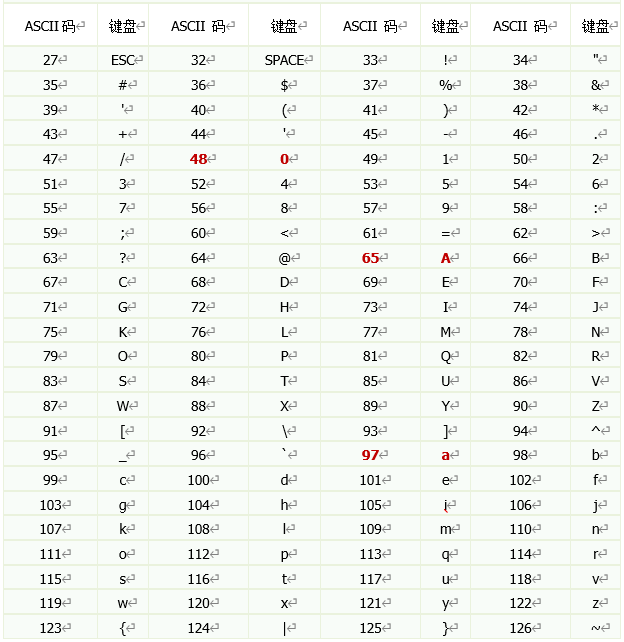 ASCII码 键盘 ASCII 码 键盘 ASCII 码 键盘 ASCII 码 键盘
27 ESC 32 SPACE 33 ! 34 "
35 # 36 $ 37 % 38 &
39 ' 40 ( 41 ) 42 *
43 + 44 ' 45 - 46 .
47 / 48 0 49 1 50 2
51 3 52 4 53 5 54 6
55 7 56 8 57 9 58 :
59 ; 60 < 61 = 62 >
63 ? 64 @ 65 A 66 B
67 C 68 D 69 E 70 F
71 G 72 H 73 I 74 J
75 K 76 L 77 M 78 N
79 O 80 P 81 Q 82 R
83 S 84 T 85 U 86 V
87 W 88 X 89 Y 90 Z
91 [ 92 \ 93 ] 94 ^
95 _ 96 ` 97 a 98 b
99 c 100 d 101 e 102 f
103 g 104 h 105 i 106 j
107 k 108 l 109 m 110 n
111 o 112 p 113 q 114 r
115 s 116 t 117 u 118 v
119 w 120 x 121 y 122 z
123 { 124 | 125 } 126 ~